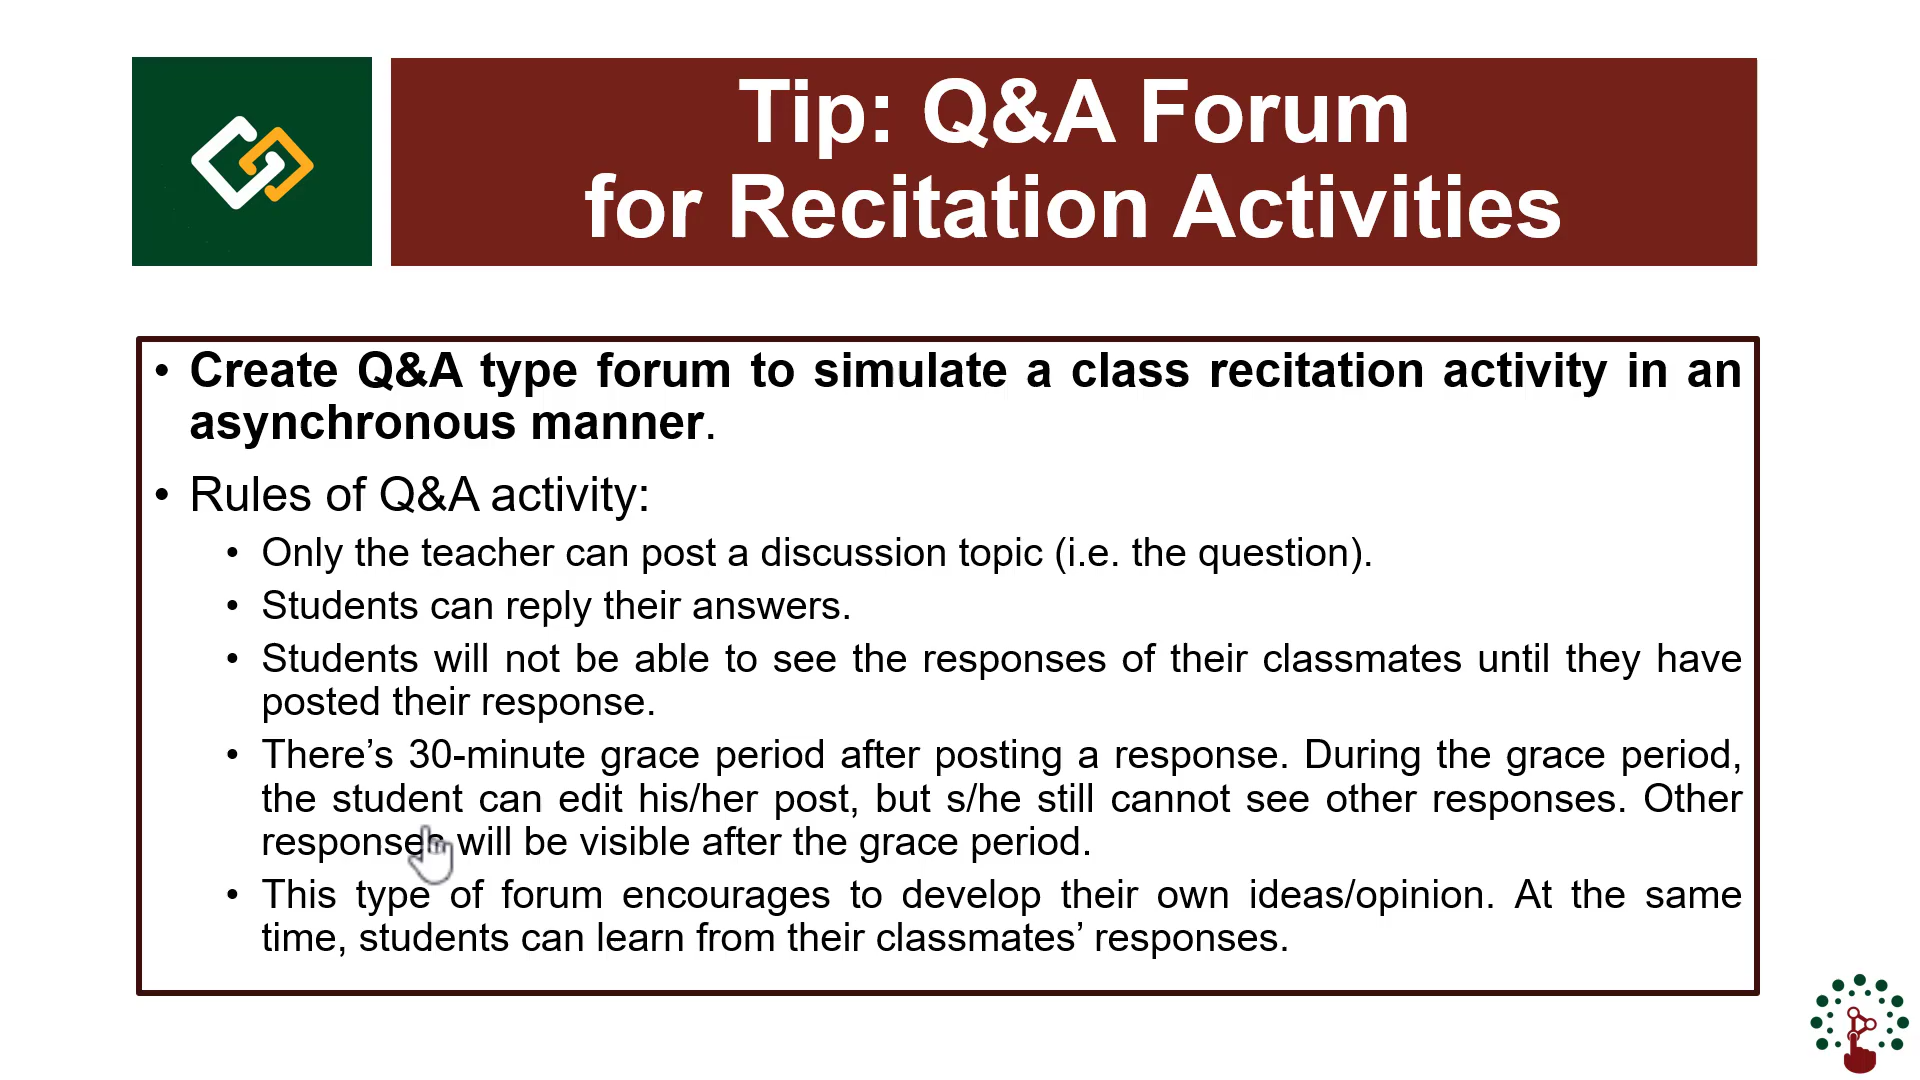 Tip: Q&A Forum
for Recitation Activities
• Create Q&A type forum to simulate a class recitation activity in an
asynchronous manner.
• Rules of Q&A activity:
• Only the teacher can post a discussion topic (i.e. the question).
• Students can reply their answers.
• Students will not be able to see the responses of their classmates until they have
posted their response.
• There’s 30-minute grace period after posting a response. During the grace period,
the student can edit his/her post, but s/he still cannot see other responses. Other
responses will be visible after the grace period.
• This type of forum encourages to develop their own ideas/opinion. At the same
time, students can learn from their classmates’ responses.